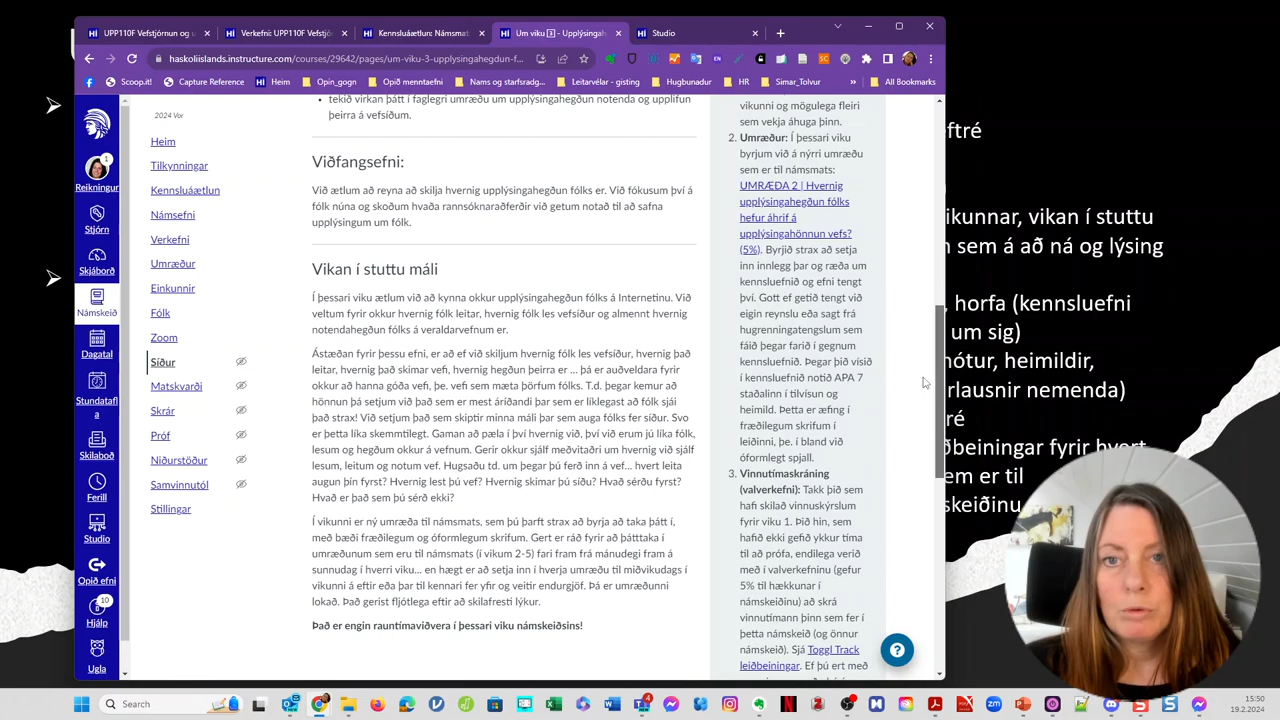 UPP110F Vefstjórnun og u
Verkefni: UPP110F Vefstjó
Kennsluáætlun: Námsmat
Um viku 3 - Upplýsingaheg
Studio
haskoliislands.instructure.com/courses/29642/pages/um-viku-3-upplysingahegdun-f...
Scoop.it!
Capture Reference
Heim
Opin_gogn
Opið menntaefni
Nams og starfsradg...
Leitarvélar - gisting
Hugbunadur
HR
Simar_Tolvur
All Bookmarks
1
Reikningur
Stjórn
Skjáborð
Námskeið
Dagatal
Stundatafl
a
Skilaboð
Ferill
Studio
Opið efni
10
Hjálp
Ugla
2024 Vor
Heim
Tilkynningar
Kennsluáætlun
Námsefni
Verkefni
Umræður
Einkunnir
Fólk
Zoom
Síður
Matskvarði
Skrár
Próf
Niðurstöður
Samvinnutól
Stillingar
• tekið virkan þátt í faglegri umræðu um upplýsingahegðun notenda og upplifun
þeirra á vefsíðum.
Viðfangsefni:
Við ætlum að reyna að skilja hvernig upplýsingahegðun fólks er. Við fókusum því á
fólk núna og skoðum hvaða rannsóknaraðferðir við getum notað til að safna
upplýsingum um fólk.
Vikan í stuttu máli
Í þessari viku ætlum við að kynna okkur upplýsingahegðun fólks á Internetinu. Við
veltum fyrir okkur hvernig fólk leitar, hvernig fólk les vefsíður og almennt hvernig
notendahegðun fólks á veraldarvefnum er.
Ástæðan fyrir þessu efni, er að ef við skiljum hvernig fólk les vefsíður, hvernig það
leitar, hvernig það skimar vefi, hvernig hegðun þeirra er ... þá er auðveldara fyrir
okkur að hanna góða vefi, þe. vefi sem mæta þörfum fólks. T.d. þegar kemur að
hönnun þá setjum við það sem er mest áríðandi þar sem er líklegast að fólk sjái
það strax! Við setjum það sem skiptir minna máli þar sem auga fólks fer síður. Svo
er þetta líka skemmtilegt. Gaman að pæla í því hvernig við, því við erum jú líka fólk,
lesum og hegðum okkur á vefnum. Gerir okkur sjálf meðvitaðri um hvernig við sjálf
lesum, leitum og notum vef. Hugsaðu td. um þegar þú ferð inn á vef... hvert leita
augun þín fyrst? Hvernig lest þú vef? Hvernig skimar þú síðu? Hvað sérðu fyrst?
Hvað er það sem þú sérð ekki?
Í vikunni er ný umræða til námsmats, sem þú þarft strax að byrja að taka þátt í,
með bæði fræðilegum og óformlegum skrifum. Gert er ráð fyrir að þátttaka í
umræðunum sem eru til námsmats (í vikum 2-5) fari fram frá mánudegi fram á
sunnudag í hverri viku... en hægt er að setja inn í hverja umræðu til miðvikudags í
vikunni á eftir eða þar til kennari fer yfir og veitir endurgjöf. Þá er umræðunni
lokað. Það gerist fljótlega eftir að skilafresti lýkur.
Það er engin rauntímaviðvera í þessari viku námskeiðsins!
vikunni og mögulega fleiri
sem vekja áhuga þinn.
2. Umræður: Í þessari viku
byrjum við á nýrri umræðu
sem er til námsmats:
UMRÆÐA 2 | Hvernig
upplýsingahegðun fólks
hefur áhrif á
upplýsingahönnun vefs?
(5%). Byrjið strax að setja
inn innlegg þar og ræða um
kennsluefnið og efni tengt
því. Gott ef getið tengt við
eigin reynslu eða sagt frá
hugrenningatengslum sem
fáið þegar farið í gegnum
kennsluefnið. Þegar þið vísið
í kennsluefnið notið APA 7
staðalinn í tilvísun og
heimild. Þetta er æfing í
fræðilegum skrifum í
leiðinni, þe. í bland við
óformlegt spjall.
3. Vinnutímaskráning
(valverkefni): Takk þið sem
hafi skilað vinnuskýrslum
fyrir viku 1. Þið hin, sem
hafið ekki gefið ykkur tíma
til að prófa, endilega verið
með í valverkefninu (gefur
5% til hækkunar í
námskeiðinu) að skrá
vinnutímann þinn sem fer í
þetta námskeið (og önnur
námskeið). Sjá Toggl Track
leiðbeiningar. Ef þú ert með
eftré
ikunnar, vikan í stuttu
n sem á að ná og lýsing
, horfa (kennsluefni
um sig)
nótur, heimildir,
rlausnir nemenda)
ré
ðbeiningar fyrir hvert
em er til
skeiðinu
Search
4
15:50
19.2.2024